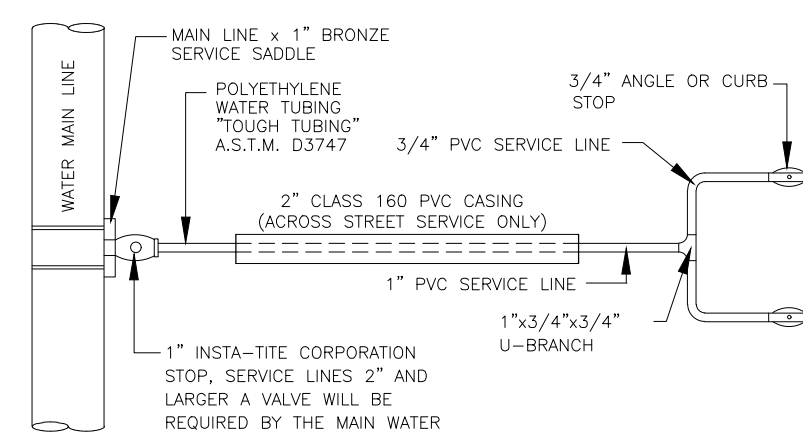 MAIN LINE x 1" BRONZE
SERVICE SADDLE
WATER MAIN LINE
POLYETHYLENE
WATER TUBING
"TOUGH TUBING"
A.S.T.M. D3747
3/4" ANGLE OR CURB
STOP
3/4" PVC SERVICE LINE
2" CLASS 160 PVC CASING
(ACROSS STREET SERVICE ONLY)
1" PVC SERVICE LINE
1"x3/4"x3/4"
U-BRANCH
1" INSTA-TITE CORPORATION
STOP, SERVICE LINES 2" AND
LARGER A VALVE WILL BE
REQUIRED BY THE MAIN WATER